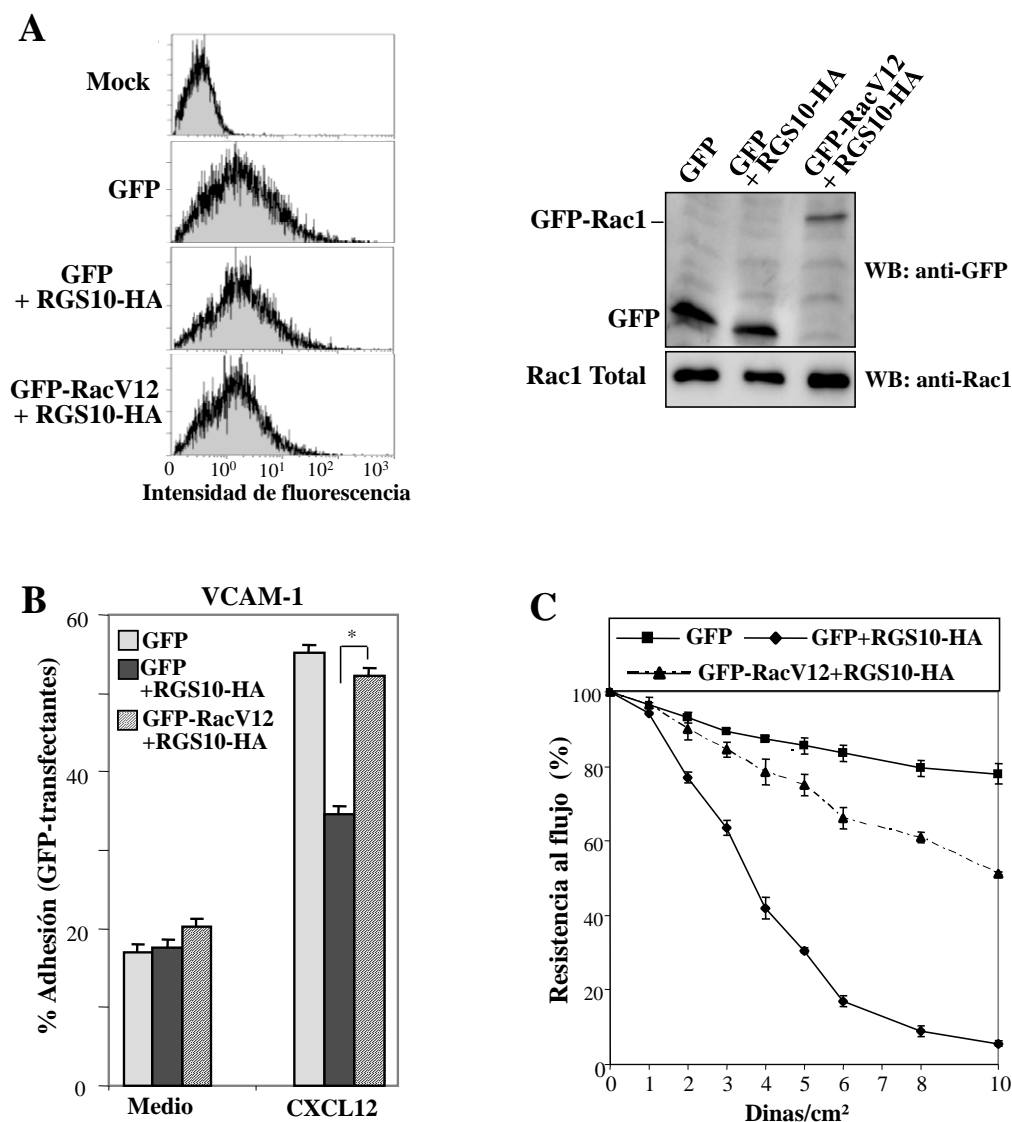 A
Mock
GFP
GFP
+ RGS10-HA
GFP-RacV12
+ RGS10-HA
0 10⁰ 10¹ 10² 10³
Intensidad de fluorescencia
GFP
GFP
+ RGS10-HA
GFP-RacV12
+ RGS10-HA
GFP-Rac1
WB: anti-GFP
GFP
Rac1 Total
WB: anti-Rac1
B
VCAM-1
60
40
20
0
% Adhesión (GFP-transfectantes)
GFP
GFP
+RGS10-HA
GFP-RacV12
+RGS10-HA
*
Medio
CXCL12
C
GFP
GFP+RGS10-HA
GFP-RacV12+RGS10-HA
100
80
60
40
20
0
Resistencia al flujo (%)
0 1 2 3 4 5 6 8 10
Dinas/cm²